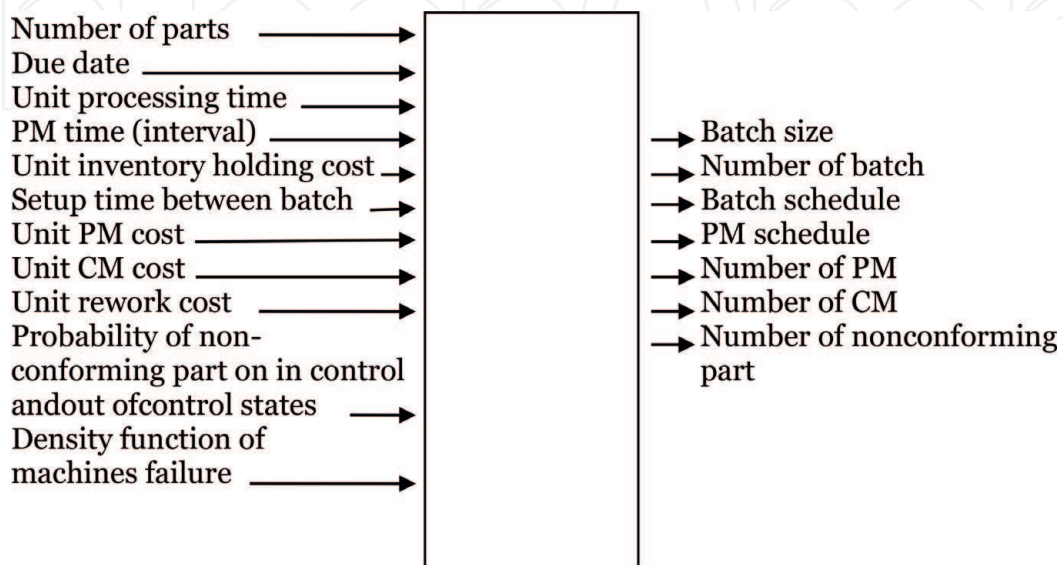 Number of parts
Due date
Unit processing time
PM time (interval)
Unit inventory holding cost
Setup time between batch
Unit PM cost
Unit CM cost
Unit rework cost
Probability of non-
conforming part on in control
andout ofcontrol states
Density function of
machines failure
Batch size
Number of batch
Batch schedule
PM schedule
Number of PM
Number of CM
Number of nonconforming
part